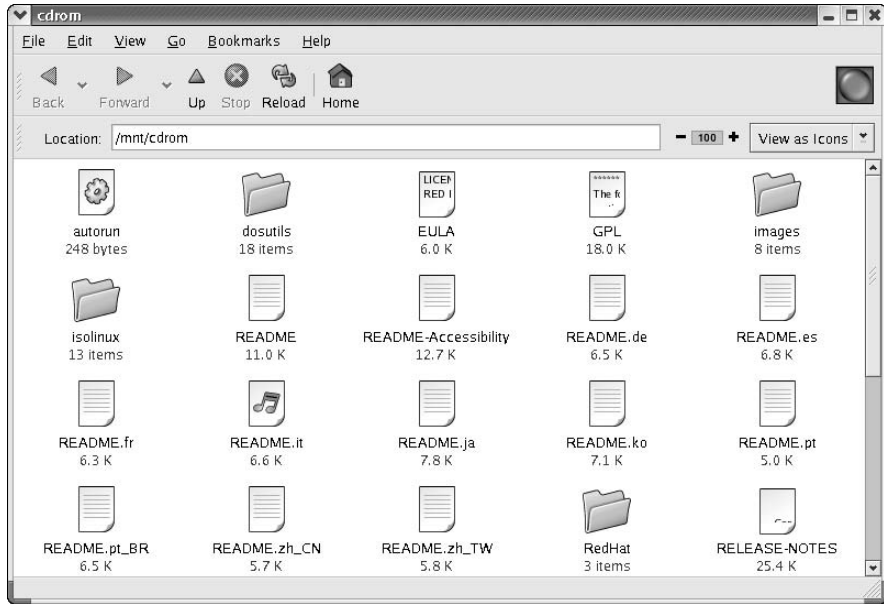 cdrom
File Edit View Go Bookmarks Help
Back Forward Up Stop Reload Home
Location: /mnt/cdrom 100 View as Icons
LICEN
RED I
******
The fo
autorun dosutils EULA GPL images
248 bytes 18 items 6.0 K 18.0 K 8 items
isolinux README README-Accessibility README.de README.es
13 items 11.0 K 12.7 K 6.5 K 6.8 K
README.fr README.it README.ja README.ko README.pt
6.3 K 6.6 K 7.8 K 7.1 K 5.0 K
README.pt_BR README.zh_CN README.zh_TW RedHat RELEASE-NOTES
6.5 K 5.7 K 5.8 K 3 items 25.4 K